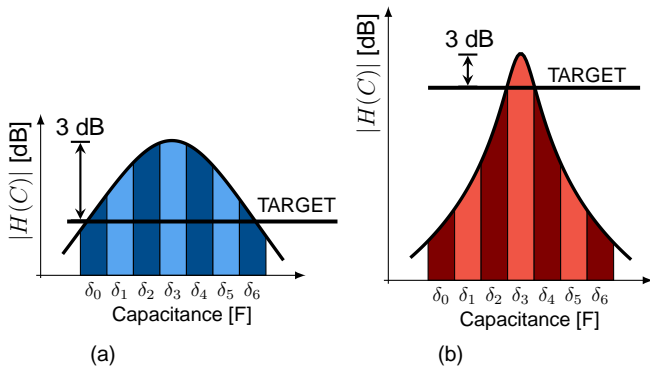 3 dB
TARGET
|H(C)| [dB]
δ0 δ1 δ2 δ3 δ4 δ5 δ6
Capacitance [F]
(a)
3 dB
TARGET
|H(C)| [dB]
δ0 δ1 δ2 δ3 δ4 δ5 δ6
Capacitance [F]
(b)